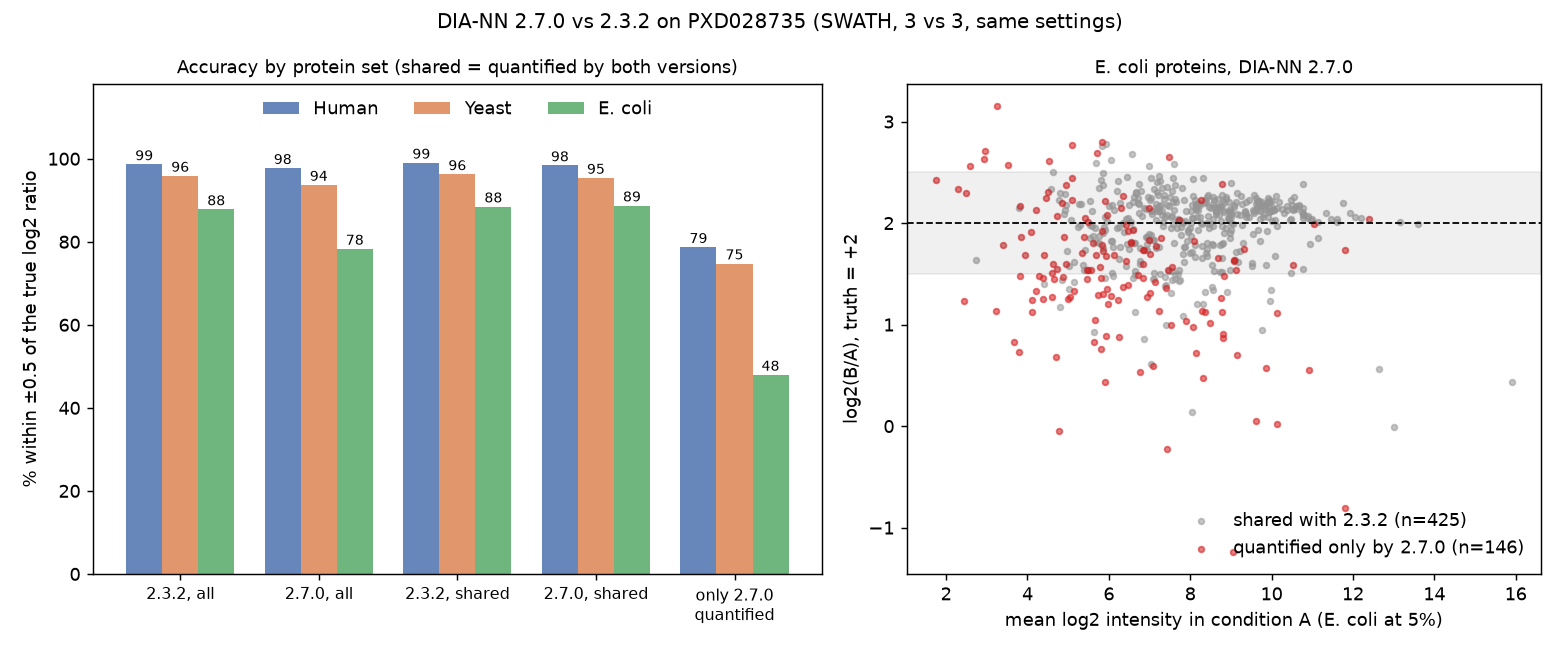 DIA-NN 2.7.0 vs 2.3.2 on PXD028735 (SWATH, 3 vs 3, same settings)
Accuracy by protein set (shared = quantified by both versions)
Human Yeast E. coli
% within ±0.5 of the true log2 ratio
100
80
60
40
20
0
99 96 88
98 94 78
99 96 88
98 95 89
79 75 48
2.3.2, all
2.7.0, all
2.3.2, shared
2.7.0, shared
only 2.7.0
quantified
E. coli proteins, DIA-NN 2.7.0
log2(B/A), truth = +2
3
2
1
0
−1
shared with 2.3.2 (n=425)
quantified only by 2.7.0 (n=146)
2 4 6 8 10 12 14 16
mean log2 intensity in condition A (E. coli at 5%)